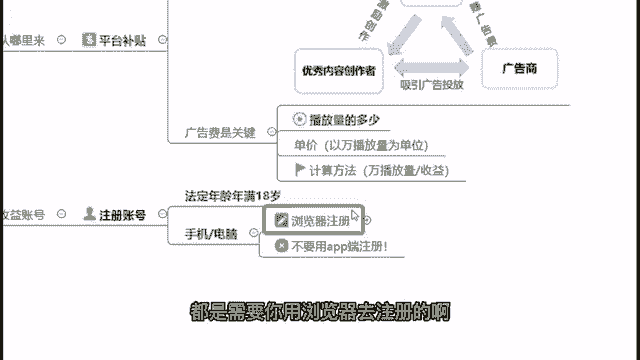 从哪里来
平台补贴
激励创作
优秀内容创作者
广告商
吸引广告投放
广告费是关键
播放量的多少
单价（以万播放量为单位）
计算方法（万播放量/收益）
收益账号
注册账号
法定年龄年满18岁
手机/电脑
浏览器注册
不要用app端注册！
都是需要你用浏览器去注册的啊